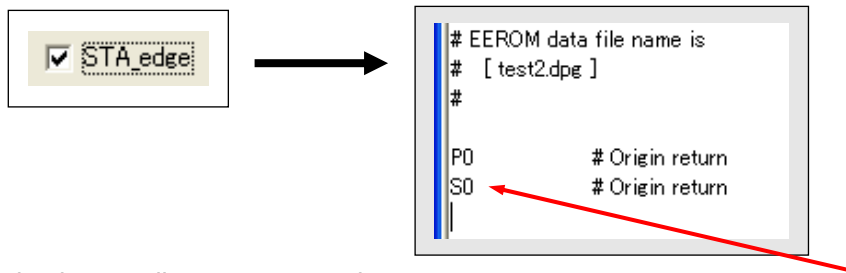 STA_edge
# EEROM data file name is
#   [ test2.dpg ]
#
P0   # Origin return
S0   # Origin return